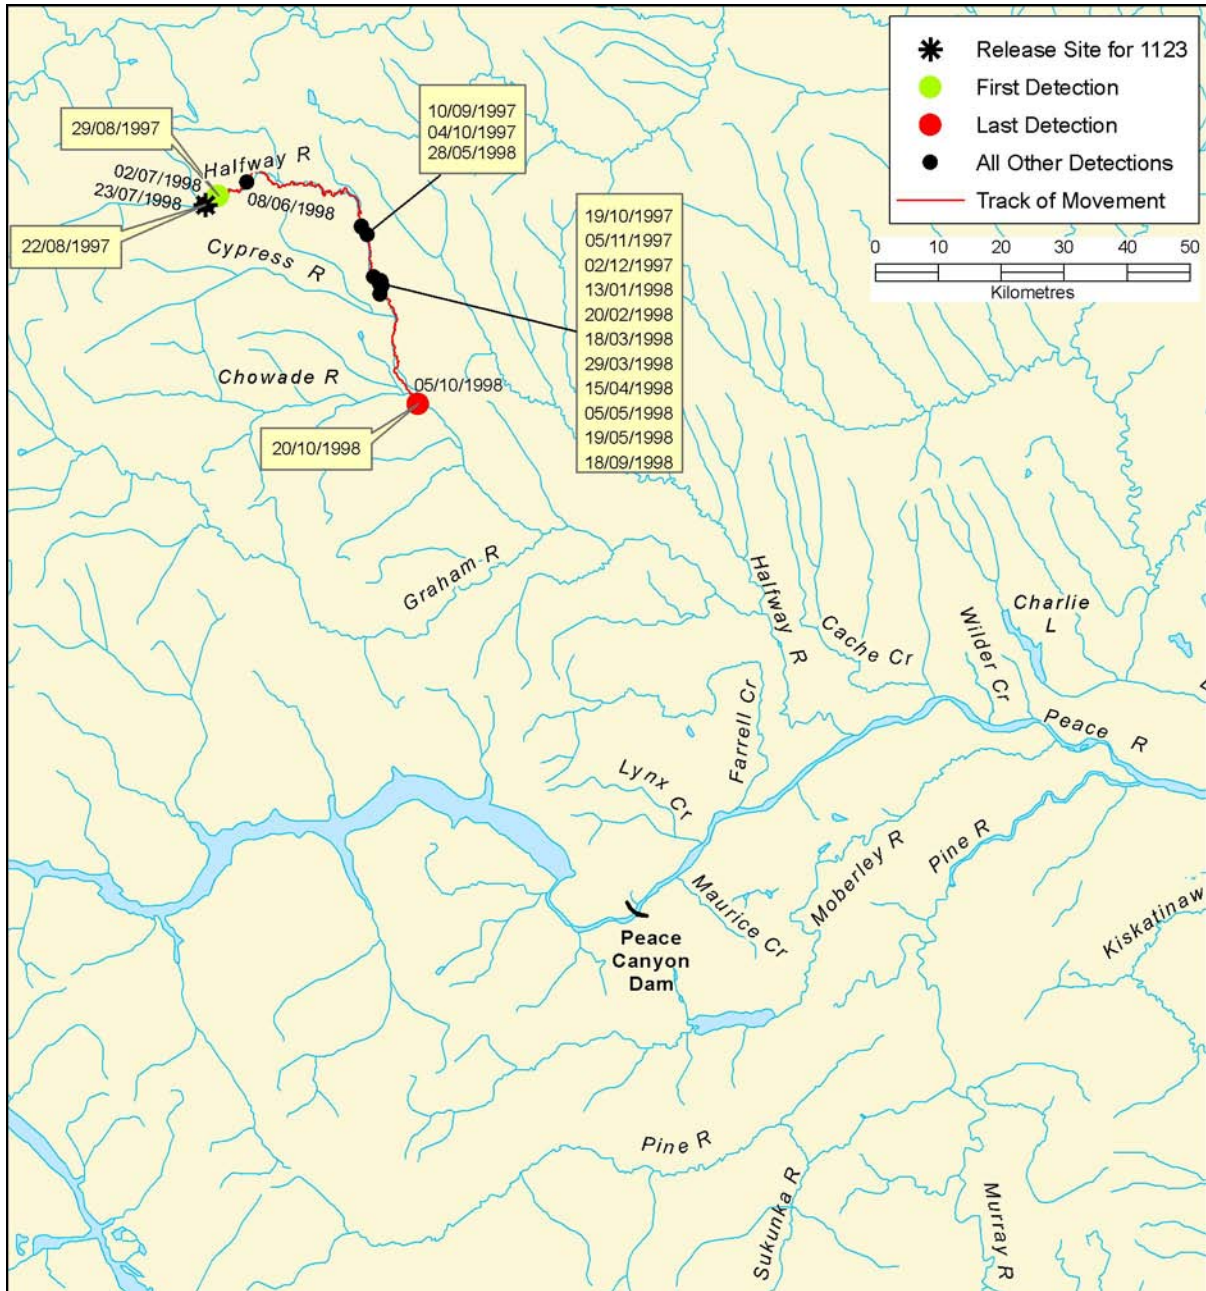 Release Site for 1123
First Detection
Last Detection
All Other Detections
Track of Movement
0 10 20 30 40 50
Kilometres
10/09/1997
04/10/1997
28/05/1998
29/08/1997
Halfway R
02/07/1998
23/07/1998
08/06/1998
22/08/1997
Cypress R
19/10/1997
05/11/1997
02/12/1997
13/01/1998
20/02/1998
18/03/1998
29/03/1998
15/04/1998
05/05/1998
19/05/1998
18/09/1998
Chowade R
05/10/1998
20/10/1998
Graham R
Halfway R
Cache Cr
Wilder Cr
Charlie
L
Farrell Cr
Peace R
Lynx Cr
Maurice Cr
Moberley R
Pine R
Kiskatinaw
Peace
Canyon
Dam
Pine R
Sukunka R
Murray R